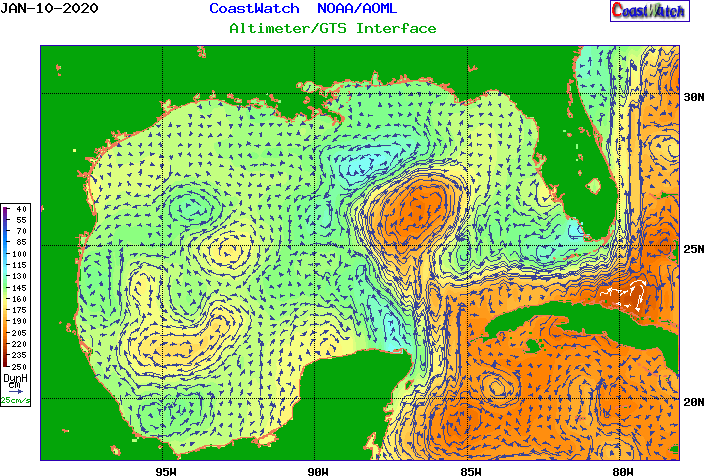 JAN-10-2020
CoastWatch NOAA/AOML
CoastWatch
Altimeter/GTS Interface
30N
25N
20N
40
55
70
85
100
115
130
145
160
175
190
205
220
235
250
DynH
cm
25cm/s
95W
90W
85W
80W